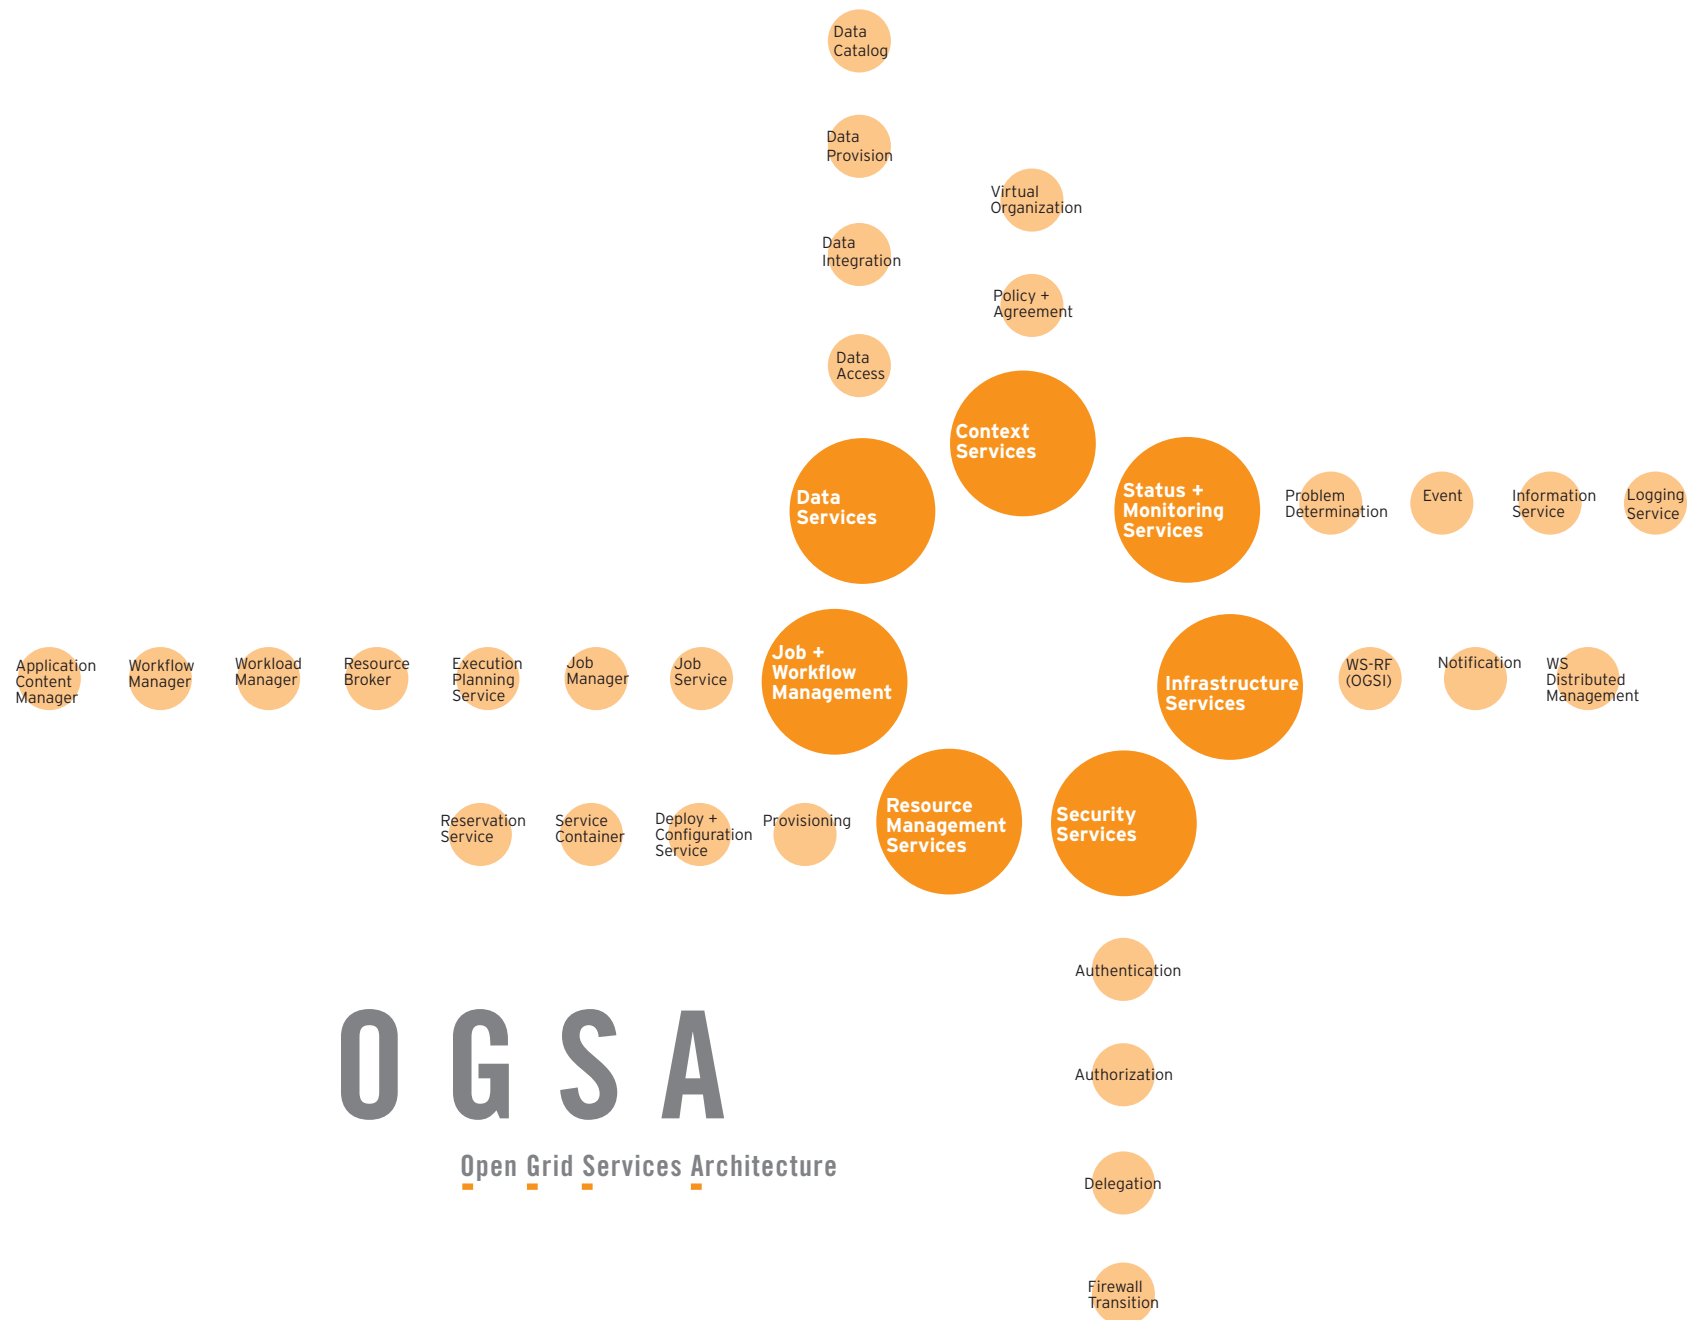 Data
Catalog
Data
Provision
Virtual
Organization
Data
Integration
Policy +
Agreement
Data
Access
Context
Services
Data
Services
Status +
Monitoring
Services
Problem
Determination
Event
Information
Service
Logging
Service
Application
Content
Manager
Workflow
Manager
Workload
Manager
Resource
Broker
Execution
Planning
Service
Job
Manager
Job
Service
Job +
Workflow
Management
Infrastructure
Services
WS-RF
(OGSI)
Notification
WS
Distributed
Management
Reservation
Service
Service
Container
Deploy +
Configuration
Service
Provisioning
Resource
Management
Services
Security
Services
Authentication
Authorization
Delegation
Firewall
Transition
OGSA
Open Grid Services Architecture